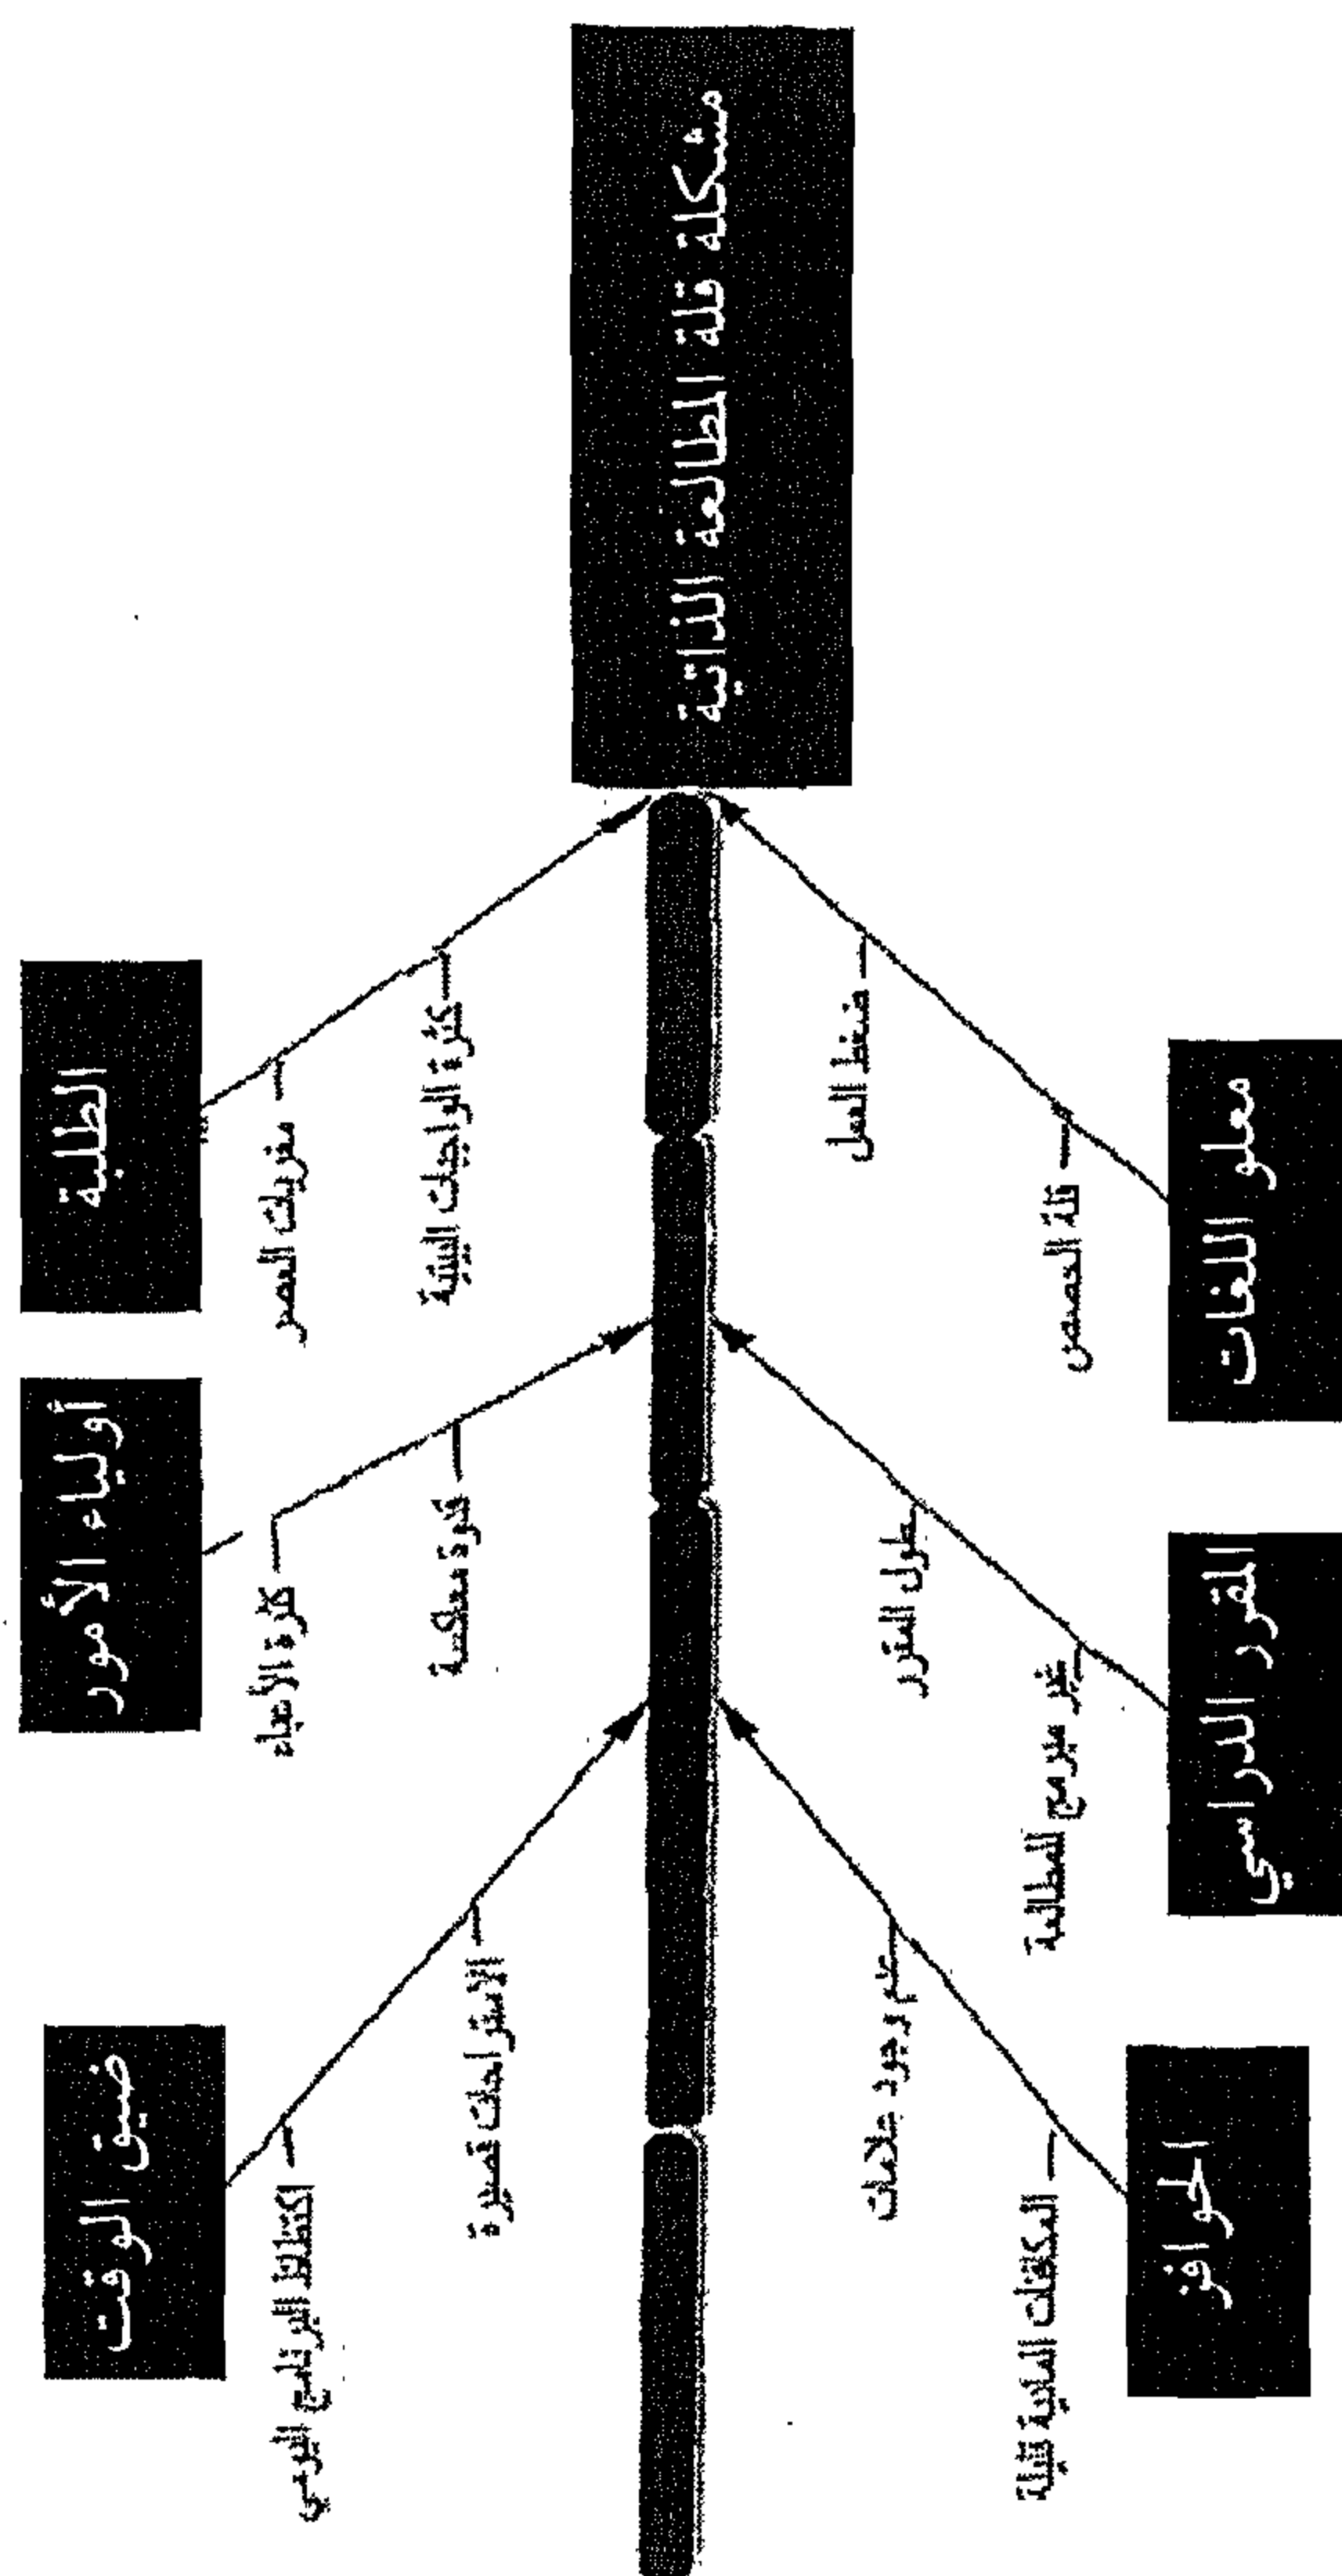 مشكلة قلة المطالعة الذاتية
الطلبة
مغريات العصر
كثرة الواجبات البيتية
أولياء الأمور
كثرة الأعباء
قدوة معاكسة
ضيق الوقت
اكتظاظ البرنامج اليومي
الاستراحات قصيرة
معلمو اللغات
ضغط العمل
قلة الحصص
المقرر الدراسي
طول المقرر
غير مبرمج للمطالعة
الحوافز
عدم وجود علامات
المكافئات المادية قليلة